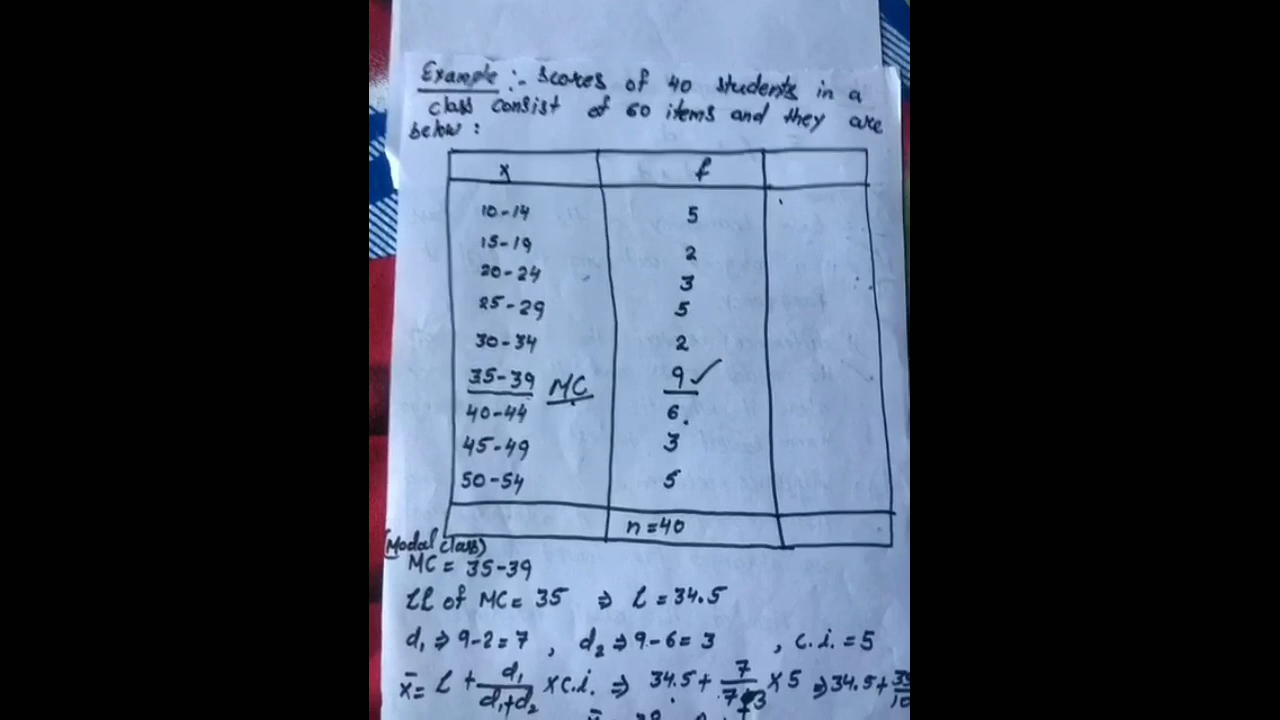 Example :- Scores of 40 students in a
class consist of 60 items and they are
below :
x f
10-14 5
15-19 2
20-24 3
25-29 5
30-34 2
35-39 MC 9 ✓
40-44 6
45-49 3
50-54 5
n=40
(Modal class)
MC = 35-39
LL of MC = 35 ⇒ L = 34.5
d₁ ⇒ 9-2 = 7 , d₂ ⇒ 9-6 = 3 , c.i. = 5
x̄ = L + d₁/d₁+d₂ × c.i. ⇒ 34.5 + 7/7+3 × 5 ⇒ 34.5 +